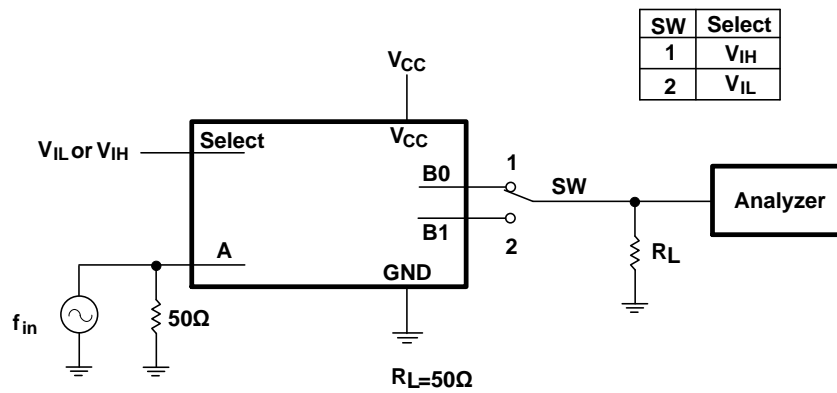 SW Select
1 VIH
2 VIL
VCC
Select
VCC
VIL or VIH
B0
1
SW
Analyzer
B1
2
A
RL
GND
fin
50Ω
RL=50Ω